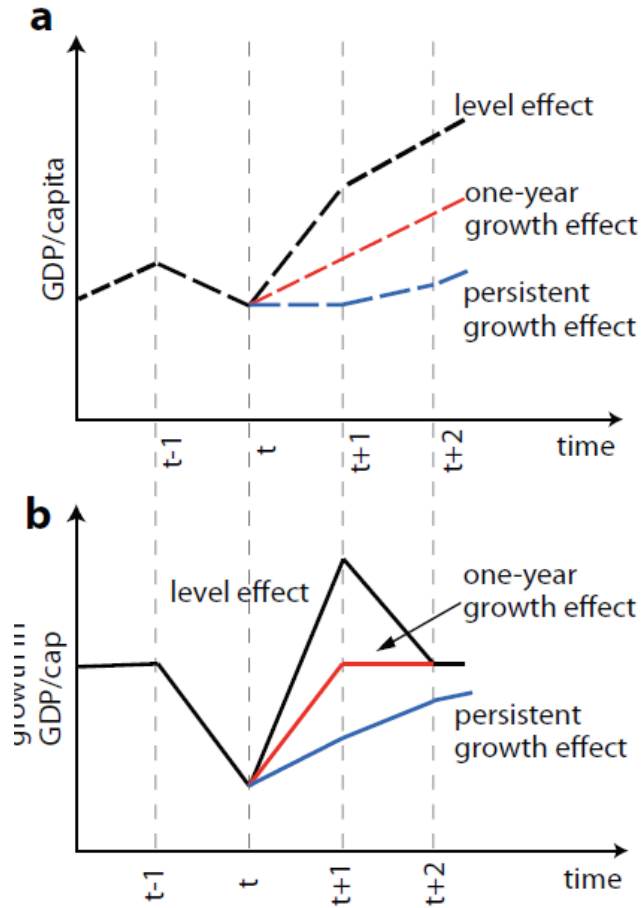 a
GDP/capita
level effect
one-year
growth effect
persistent
growth effect
t-1
t
t+1
t+2
time
b
GDP/cap
level effect
one-year
growth effect
persistent
growth effect
t-1
t
t+1
t+2
time